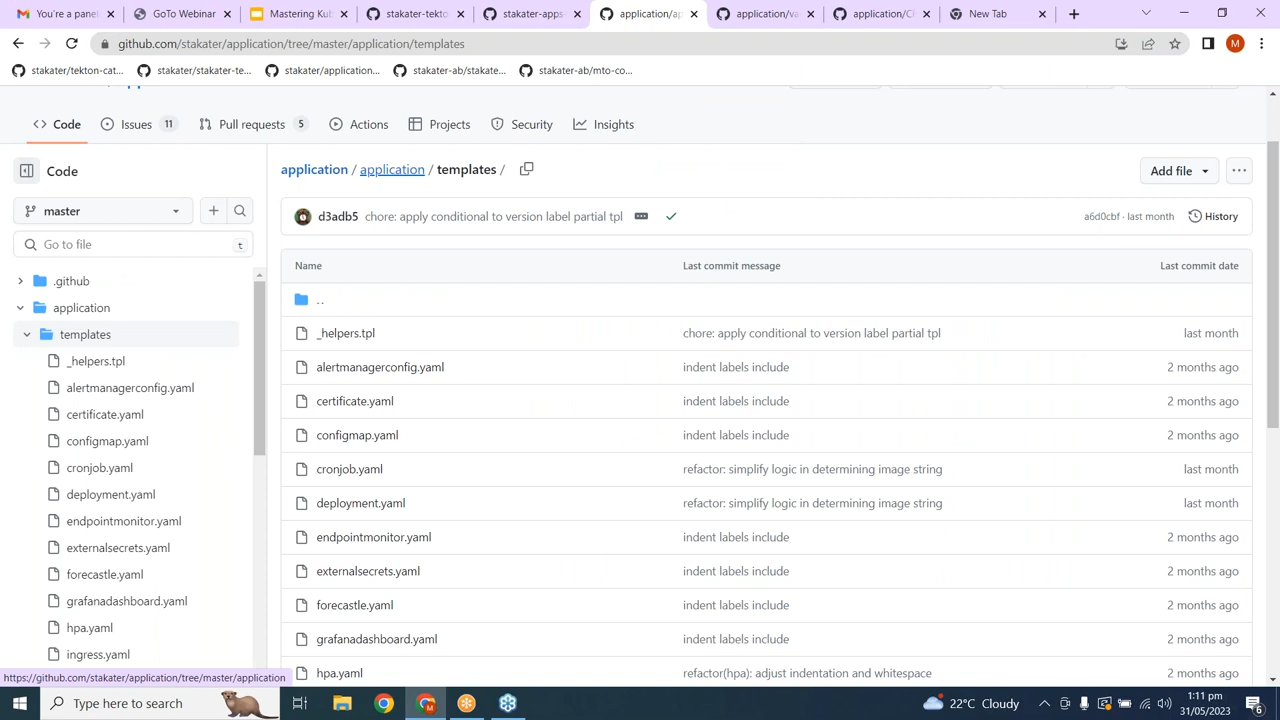 You're a panel
GoTo Webinar
Mastering Kub
stakater-tekto
stakater-apps
application/ap
application/va
application/Ch
New Tab
github.com/stakater/application/tree/master/application/templates
M
stakater/tekton-cat...
stakater/stakater-te...
stakater/application...
stakater-ab/stakate...
stakater-ab/mto-co...
Code
Issues 11
Pull requests 5
Actions
Projects
Security
Insights
Code
application / application / templates /
Add file
master
d3adb5 chore: apply conditional to version label partial tpl
a6d0cbf · last month
History
Go to file
t
Name
Last commit message
Last commit date
.github
application
templates
_helpers.tpl
alertmanagerconfig.yaml
certificate.yaml
configmap.yaml
cronjob.yaml
deployment.yaml
endpointmonitor.yaml
externalsecrets.yaml
forecastle.yaml
grafanadashboard.yaml
hpa.yaml
ingress.yaml
..
_helpers.tpl chore: apply conditional to version label partial tpl last month
alertmanagerconfig.yaml indent labels include 2 months ago
certificate.yaml indent labels include 2 months ago
configmap.yaml indent labels include 2 months ago
cronjob.yaml refactor: simplify logic in determining image string last month
deployment.yaml refactor: simplify logic in determining image string last month
endpointmonitor.yaml indent labels include 2 months ago
externalsecrets.yaml indent labels include 2 months ago
forecastle.yaml indent labels include 2 months ago
grafanadashboard.yaml indent labels include 2 months ago
hpa.yaml refactor(hpa): adjust indentation and whitespace 2 months ago
https://github.com/stakater/application/tree/master/application
Type here to search
M
22°C Cloudy
1:11 pm
31/05/2023
6